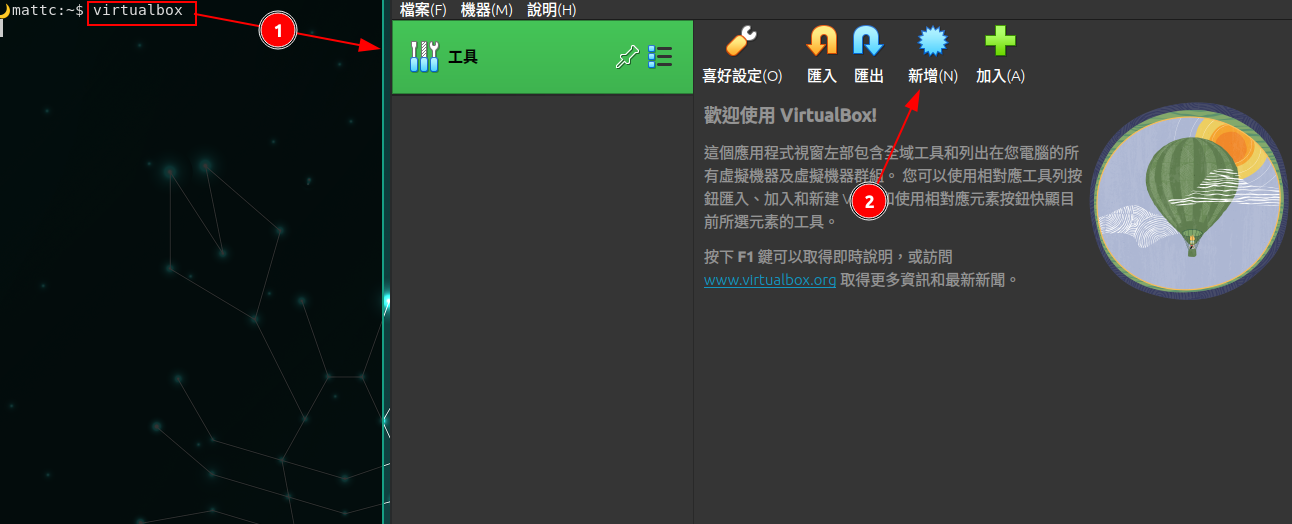 mattc:~$ virtualbox
1
檔案(F) 機器(M) 說明(H)
工具
喜好設定(O) 匯入 匯出 新增(N) 加入(A)
歡迎使用 VirtualBox!
這個應用程式視窗左部包含全域工具和列出在您電腦的所
有虛擬機器及虛擬機器群組。 您可以使用相對應工具列按
鈕匯入、加入和新建 和使用相對應元素按鈕快顯目
前所選元素的工具。
2
按下 F1 鍵可以取得即時說明，或訪問
www.virtualbox.org 取得更多資訊和最新新聞。